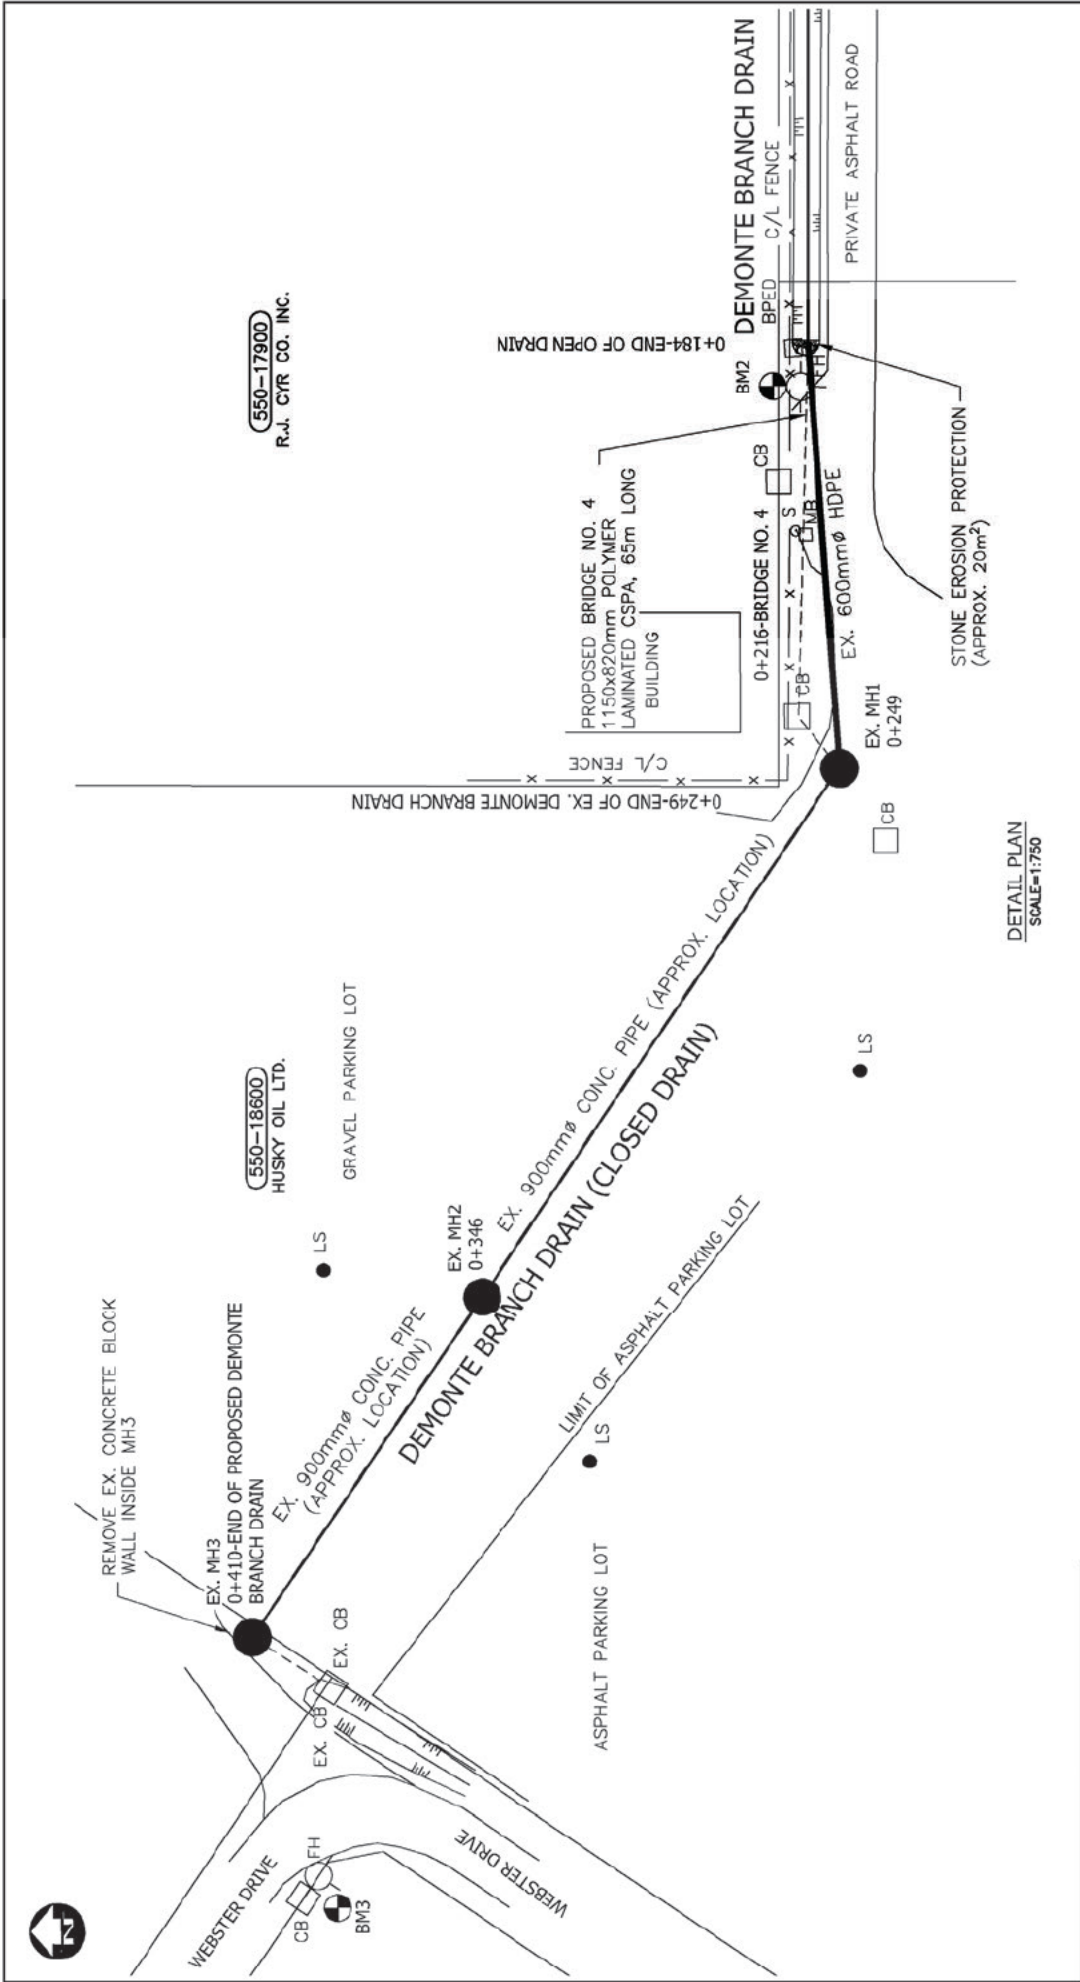 N
WEBSTER DRIVE
WEBSTER DRIVE
CB
FH
BM3
EX. CB
EX. CB
REMOVE EX. CONCRETE BLOCK
WALL INSIDE MH3
EX. MH3
0+410-END OF PROPOSED DEMONTE
BRANCH DRAIN
EX. 900mmø CONC. PIPE
(APPROX. LOCATION)
ASPHALT PARKING LOT
LS
LIMIT OF ASPHALT PARKING LOT
550-18600
HUSKY OIL LTD.
GRAVEL PARKING LOT
LS
EX. MH2
0+346
EX. 900mmø CONC. PIPE (APPROX. LOCATION)
DEMONTE BRANCH DRAIN (CLOSED DRAIN)
LS
CB
EX. MH1
0+249
0+249-END OF EX. DEMONTE BRANCH DRAIN
C/L FENCE
550-17900
R.J. CYR CO. INC.
PROPOSED BRIDGE NO. 4
1150x820mm POLYMER
LAMINATED CSPA, 65m LONG
BUILDING
0+216-BRIDGE NO. 4
CB
S
MB
CB
EX. 600mmø HDPE
0+184-END OF OPEN DRAIN
BM2
FH
BPED
C/L FENCE
DEMONTE BRANCH DRAIN
PRIVATE ASPHALT ROAD
STONE EROSION PROTECTION
(APPROX. 20m²)
DETAIL PLAN
SCALE=1:750